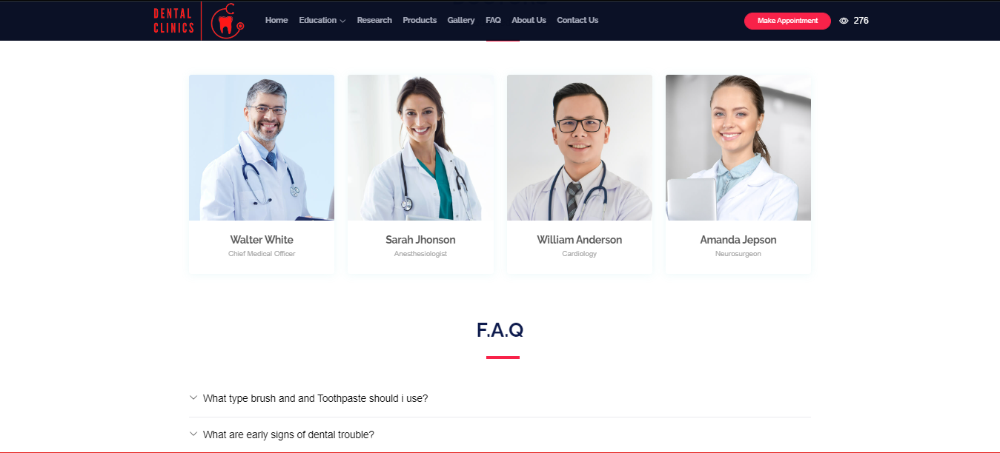 DENTAL
CLINICS
Home Education Research Products Gallery FAQ About Us Contact Us
Make Appointment 276
Walter White
Chief Medical Officer
Sarah Jhonson
Anesthesiologist
William Anderson
Cardiology
Amanda Jepson
Neurosurgeon
F.A.Q
What type brush and and Toothpaste should i use?
What are early signs of dental trouble?